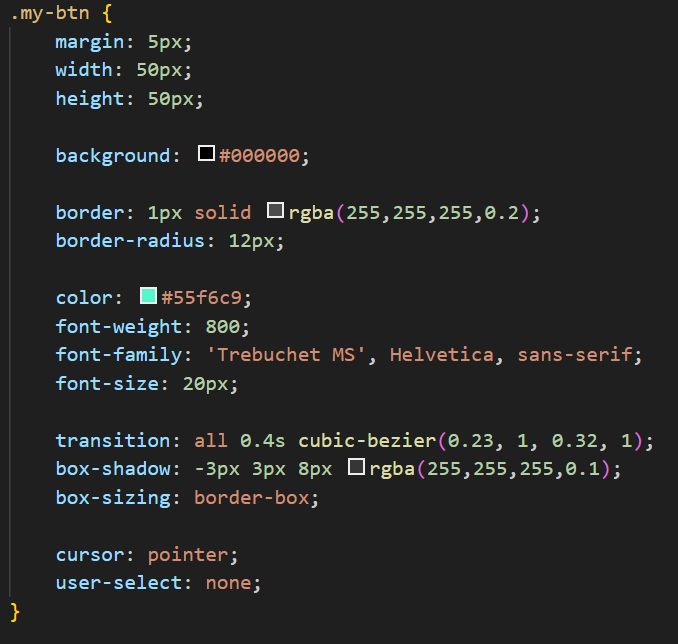 .my-btn {
    margin: 5px;
    width: 50px;
    height: 50px;

    background: #000000;

    border: 1px solid rgba(255,255,255,0.2);
    border-radius: 12px;

    color: #55f6c9;
    font-weight: 800;
    font-family: 'Trebuchet MS', Helvetica, sans-serif;
    font-size: 20px;

    transition: all 0.4s cubic-bezier(0.23, 1, 0.32, 1);
    box-shadow: -3px 3px 8px rgba(255,255,255,0.1);
    box-sizing: border-box;

    cursor: pointer;
    user-select: none;
}